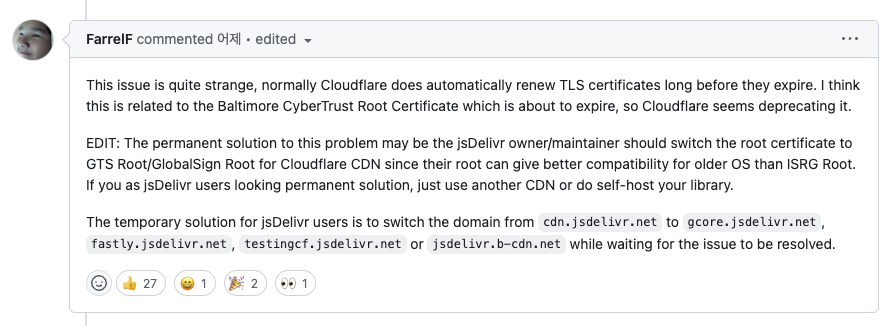 FarrelF commented 어제 • edited
This issue is quite strange, normally Cloudflare does automatically renew TLS certificates long before they expire. I think
this is related to the Baltimore CyberTrust Root Certificate which is about to expire, so Cloudflare seems deprecating it.
EDIT: The permanent solution to this problem may be the jsDelivr owner/maintainer should switch the root certificate to
GTS Root/GlobalSign Root for Cloudflare CDN since their root can give better compatibility for older OS than ISRG Root.
If you as jsDelivr users looking permanent solution, just use another CDN or do self-host your library.
The temporary solution for jsDelivr users is to switch the domain from cdn.jsdelivr.net to gcore.jsdelivr.net,
fastly.jsdelivr.net, testingcf.jsdelivr.net or jsdelivr.b-cdn.net while waiting for the issue to be resolved.
👍 27 😄 1 🎉 2 👀 1